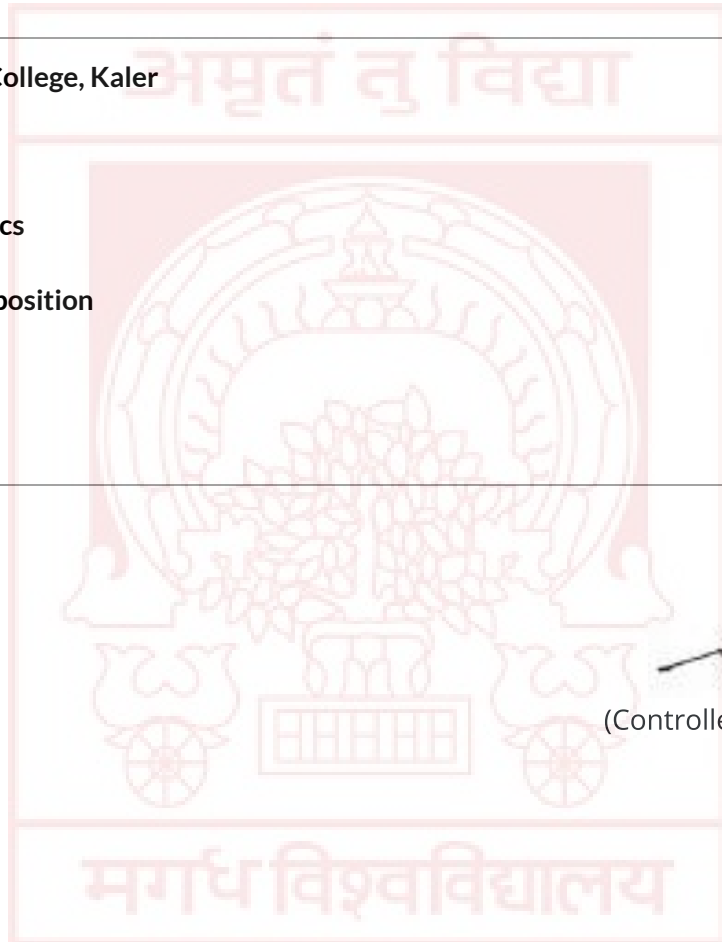 अमृतं तु विद्या
College, Kaler
cs
position
(Controlle
मगध विश्वविद्यालय